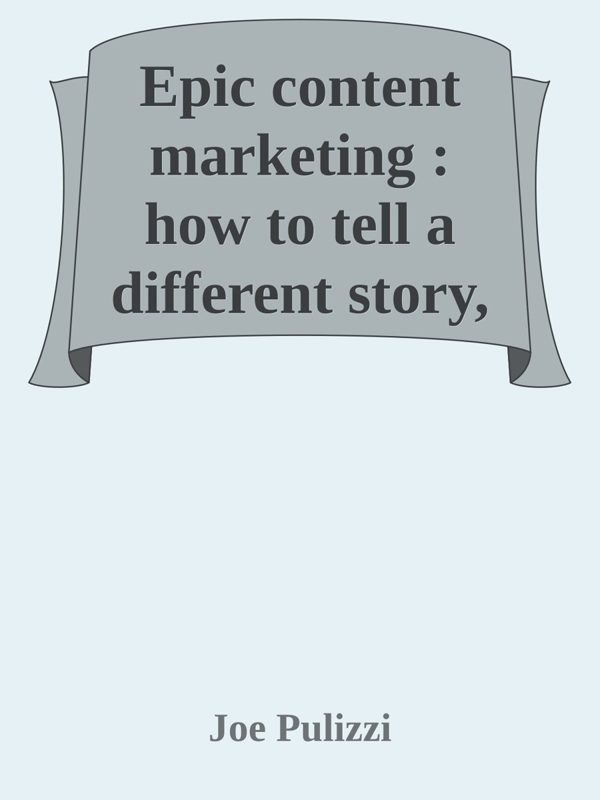 Epic content
marketing :
how to tell a
different story,
Joe Pulizzi